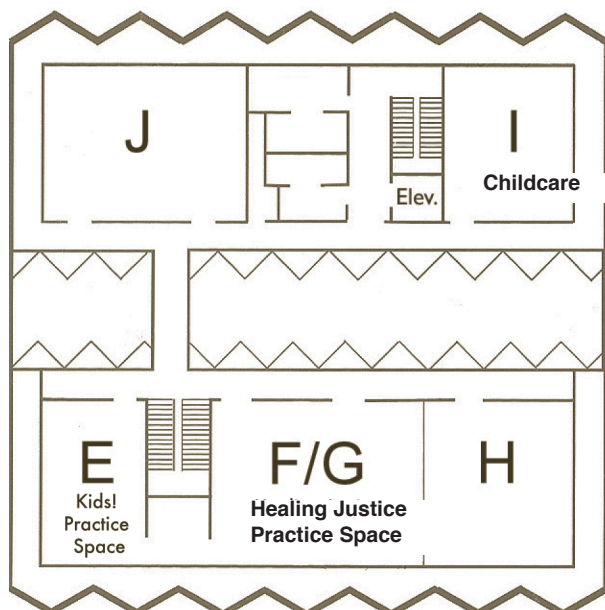 J
I
Childcare
Elev.
E
F/G
H
Kids!
Practice
Space
Healing Justice
Practice Space